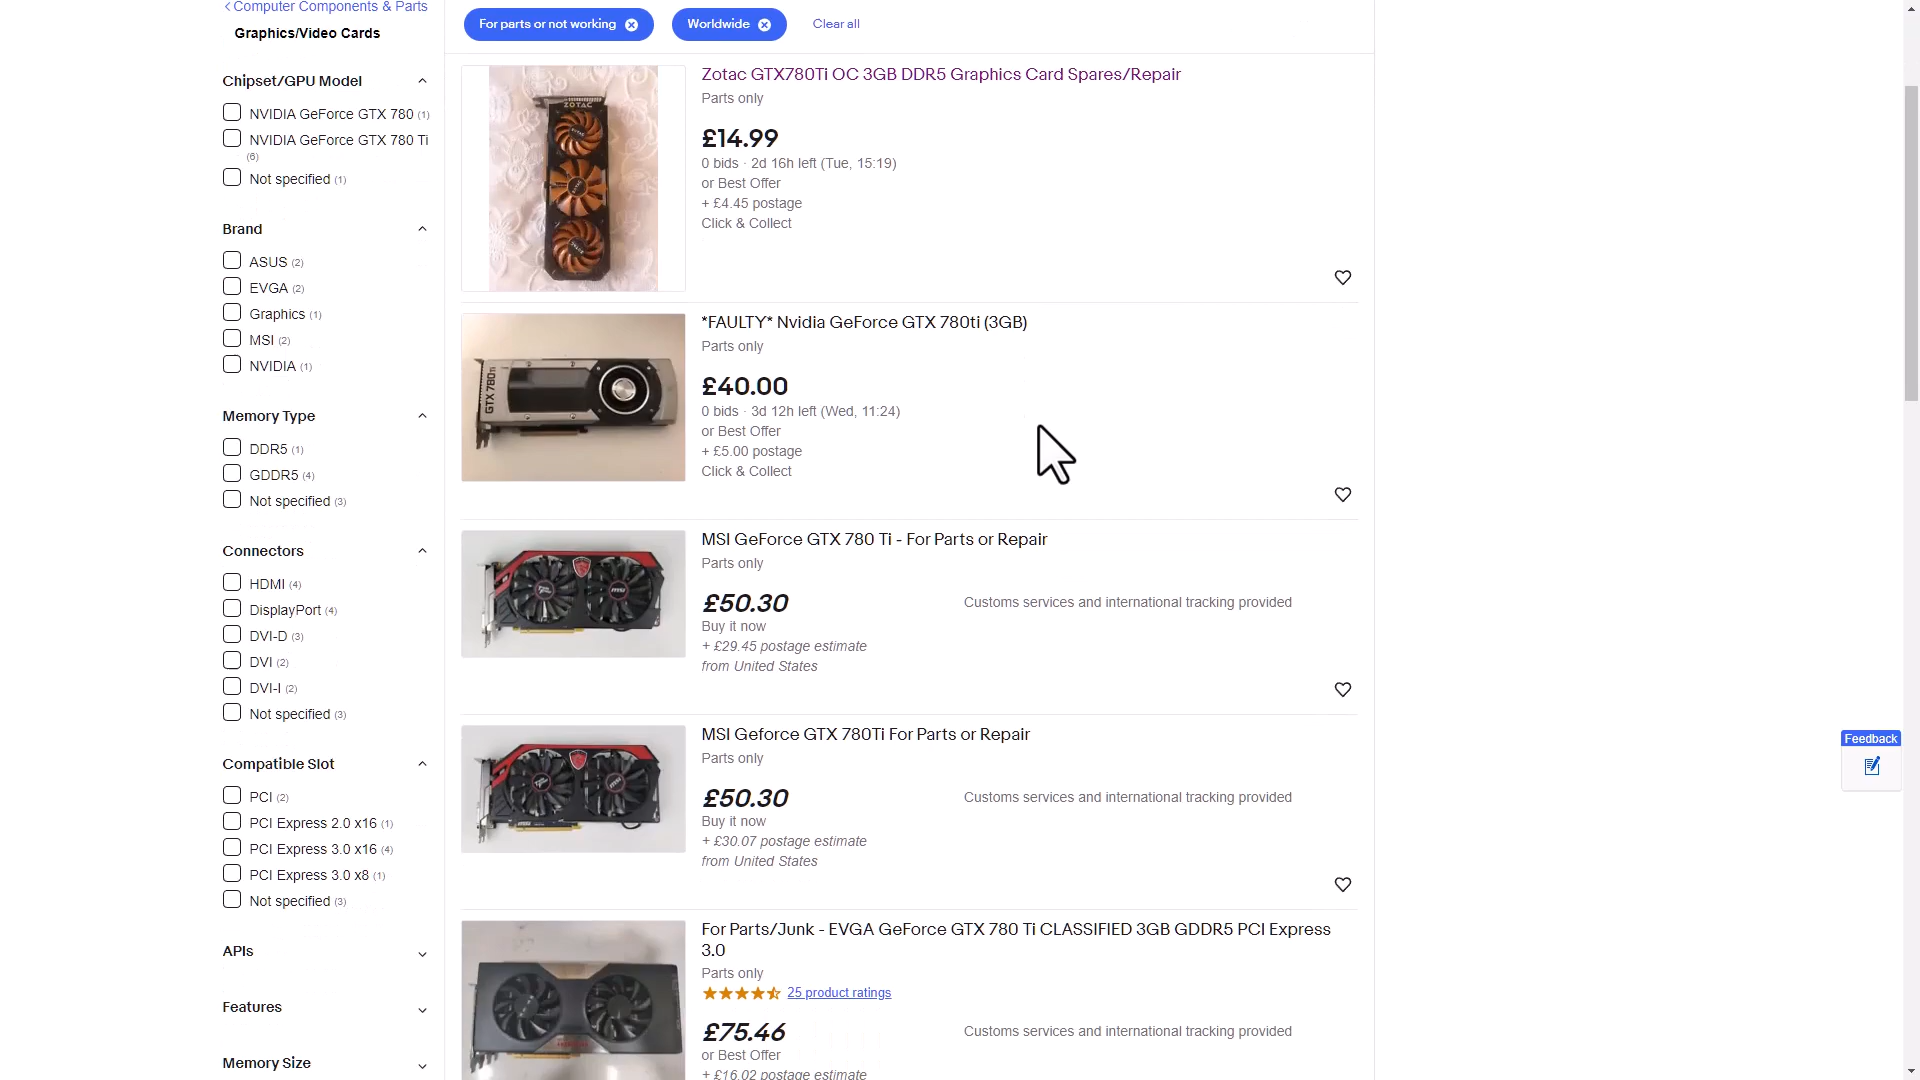 Computer Components & Parts
Graphics/Video Cards
Chipset/GPU Model
NVIDIA GeForce GTX 780 (1)
NVIDIA GeForce GTX 780 Ti
(6)
Not specified (1)
Brand
ASUS (2)
EVGA (2)
Graphics (1)
MSI (2)
NVIDIA (1)
Memory Type
DDR5 (1)
GDDR5 (4)
Not specified (3)
Connectors
HDMI (4)
DisplayPort (4)
DVI-D (3)
DVI (2)
DVI-I (2)
Not specified (3)
Compatible Slot
PCI (2)
PCI Express 2.0 x16 (1)
PCI Express 3.0 x16 (4)
PCI Express 3.0 x8 (1)
Not specified (3)
APIs
Features
Memory Size
For parts or not working
Worldwide
Clear all
ZOTAC
Zotac GTX780Ti OC 3GB DDR5 Graphics Card Spares/Repair
Parts only
£14.99
0 bids · 2d 16h left (Tue, 15:19)
or Best Offer
+ £4.45 postage
Click & Collect
GTX 780Ti
*FAULTY* Nvidia GeForce GTX 780ti (3GB)
Parts only
£40.00
0 bids · 3d 12h left (Wed, 11:24)
or Best Offer
+ £5.00 postage
Click & Collect
MSI GeForce GTX 780 Ti - For Parts or Repair
Parts only
£50.30
Buy it now
+ £29.45 postage estimate
from United States
Customs services and international tracking provided
MSI Geforce GTX 780Ti For Parts or Repair
Parts only
£50.30
Buy it now
+ £30.07 postage estimate
from United States
Customs services and international tracking provided
For Parts/Junk - EVGA GeForce GTX 780 Ti CLASSIFIED 3GB GDDR5 PCI Express
3.0
Parts only
25 product ratings
£75.46
or Best Offer
+ £16.02 postage estimate
Customs services and international tracking provided
Feedback